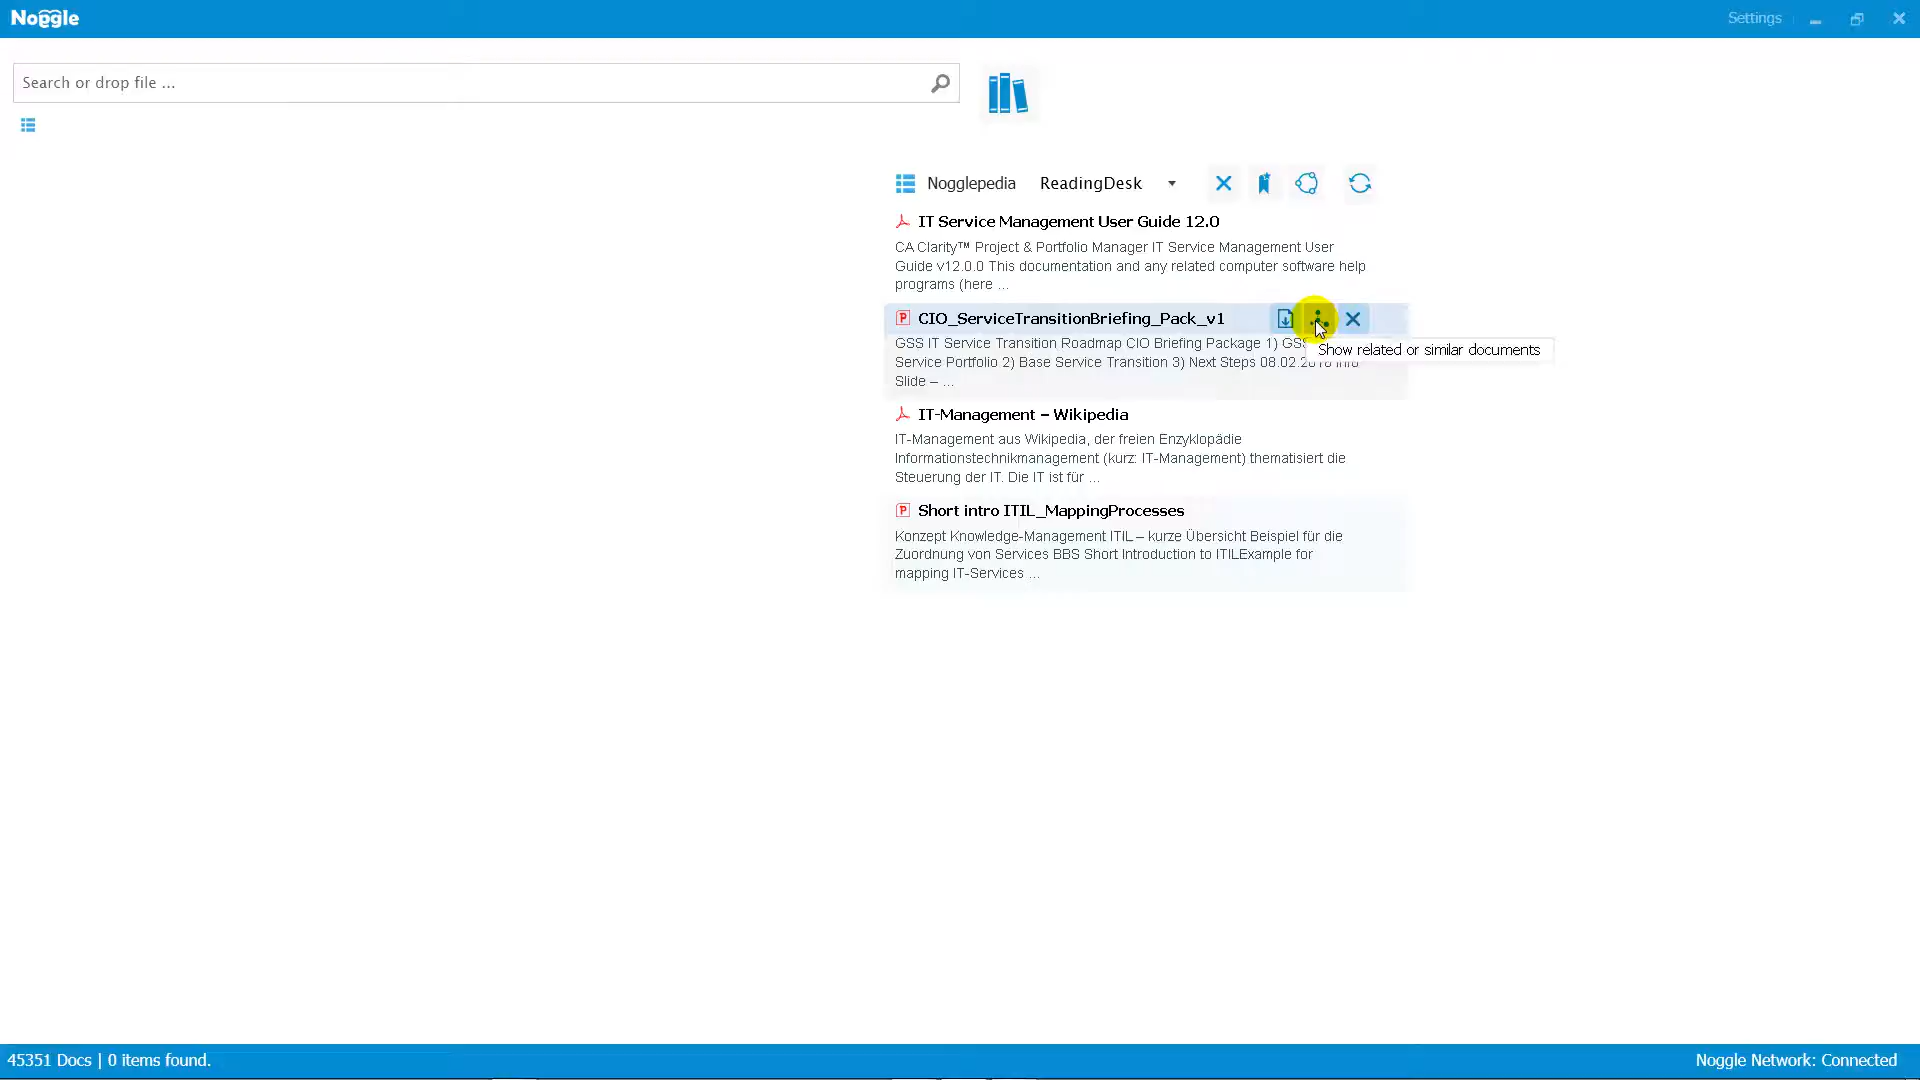 Noggle
Settings
Search or drop file ...
Nogglepedia ReadingDesk
IT Service Management User Guide 12.0
CA Clarity™ Project & Portfolio Manager IT Service Management User
Guide v12.0.0 This documentation and any related computer software help
programs (here ...
CIO_ServiceTransitionBriefing_Pack_v1
GSS IT Service Transition Roadmap CIO Briefing Package 1) GSS
Show related or similar documents
Service Portfolio 2) Base Service Transition 3) Next Steps 08.02.2016 Info
Slide – ...
IT-Management – Wikipedia
IT-Management aus Wikipedia, der freien Enzyklopädie
Informationstechnikmanagement (kurz: IT-Management) thematisiert die
Steuerung der IT. Die IT ist für ...
Short intro ITIL_MappingProcesses
Konzept Knowledge-Management ITIL – kurze Übersicht Beispiel für die
Zuordnung von Services BBS Short Introduction to ITILExample for
mapping IT-Services ...
45351 Docs | 0 items found.
Noggle Network: Connected